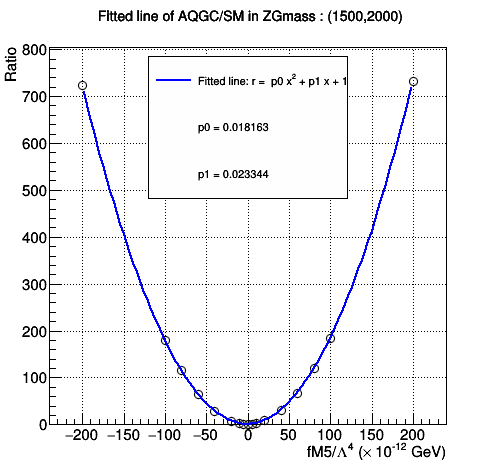 FItted line of AQGC/SM in ZGmass : (1500,2000)
Ratio
800
700
600
500
400
300
200
100
0
Fitted line: r = p0 x² + p1 x + 1
p0 = 0.018163
p1 = 0.023344
−200 −150 −100 −50 0 50 100 150 200
fM5/Λ⁴ (× 10⁻¹² GeV)